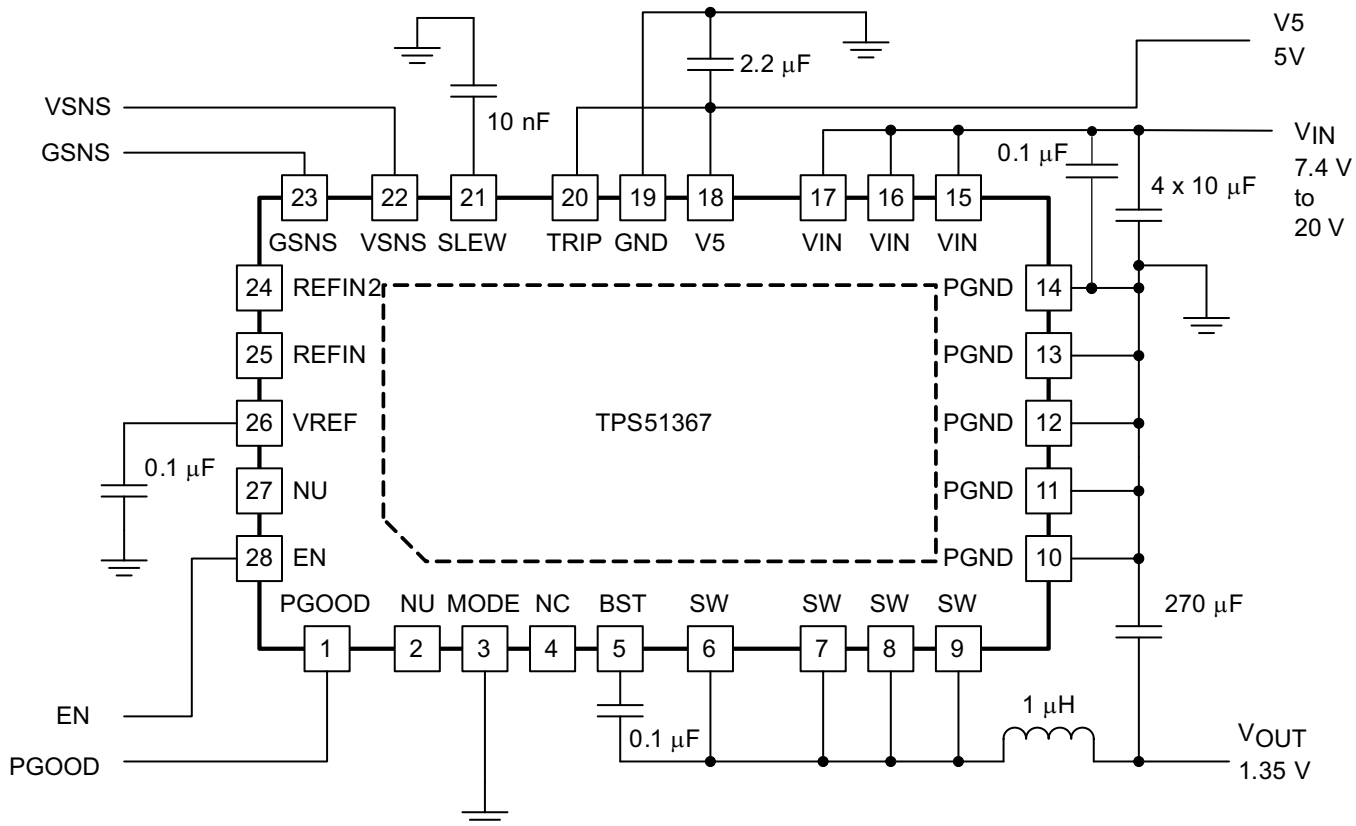 V5
5V
2.2 μF
10 nF
VSNS
GSNS
VIN
7.4 V
to
20 V
0.1 μF
4 x 10 μF
23
22
21
20
19
18
17
16
15
GSNS
VSNS
SLEW
TRIP
GND
V5
VIN
VIN
VIN
24
REFIN2
PGND
14
25
REFIN
PGND
13
26
VREF
TPS51367
PGND
12
0.1 μF
27
NU
PGND
11
28
EN
PGND
10
PGOOD
NU
MODE
NC
BST
SW
SW
SW
SW
270 μF
1
2
3
4
5
6
7
8
9
EN
0.1 μF
1 μH
PGOOD
VOUT
1.35 V